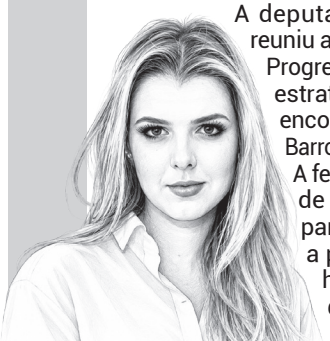 A deputa
reuniu a
Progre
estrat
enco
Barro
A fe
de
par
a p
h